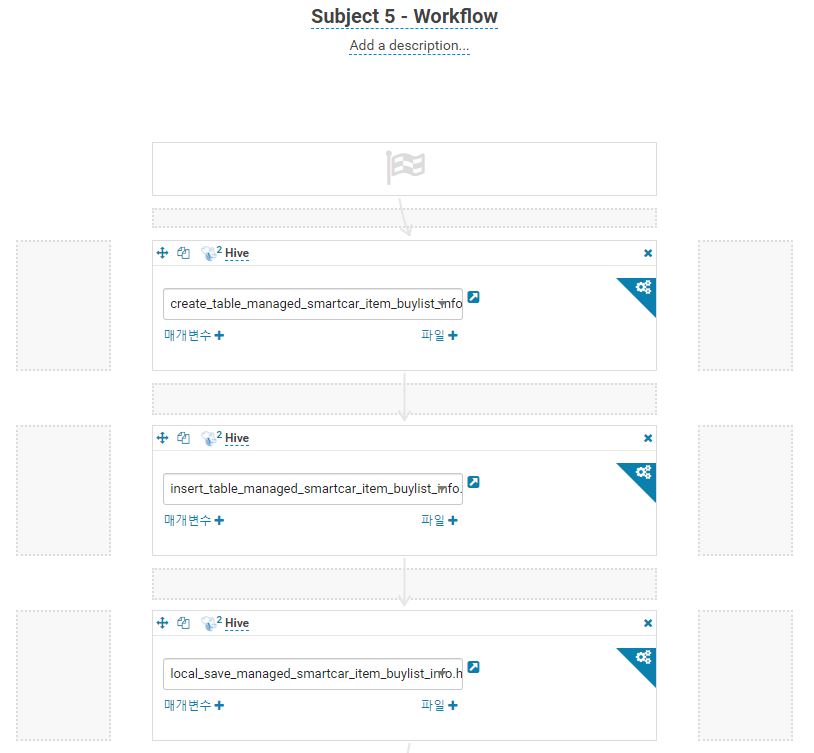 Subject 5 - Workflow
Add a description...
2 Hive
create_table_managed_smartcar_item_buylist_info
매개변수 파일
2 Hive
insert_table_managed_smartcar_item_buylist_info.
매개변수 파일
2 Hive
local_save_managed_smartcar_item_buylist_info.h
매개변수 파일